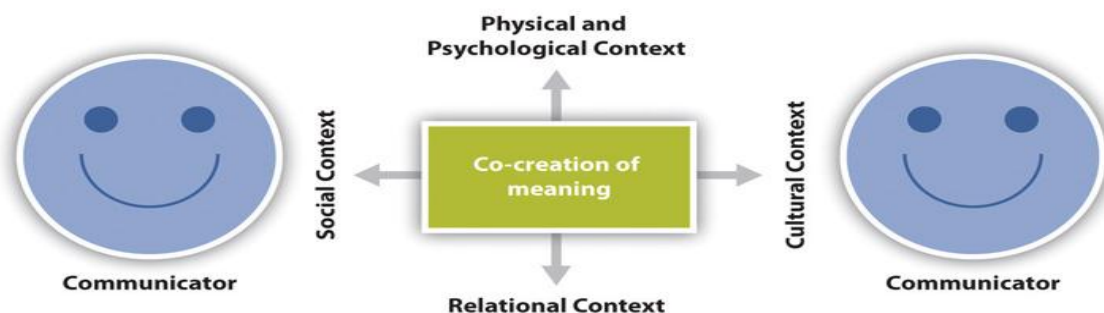 Physical and
Psychological Context
Social Context
Co-creation of
meaning
Cultural Context
Communicator
Communicator
Relational Context